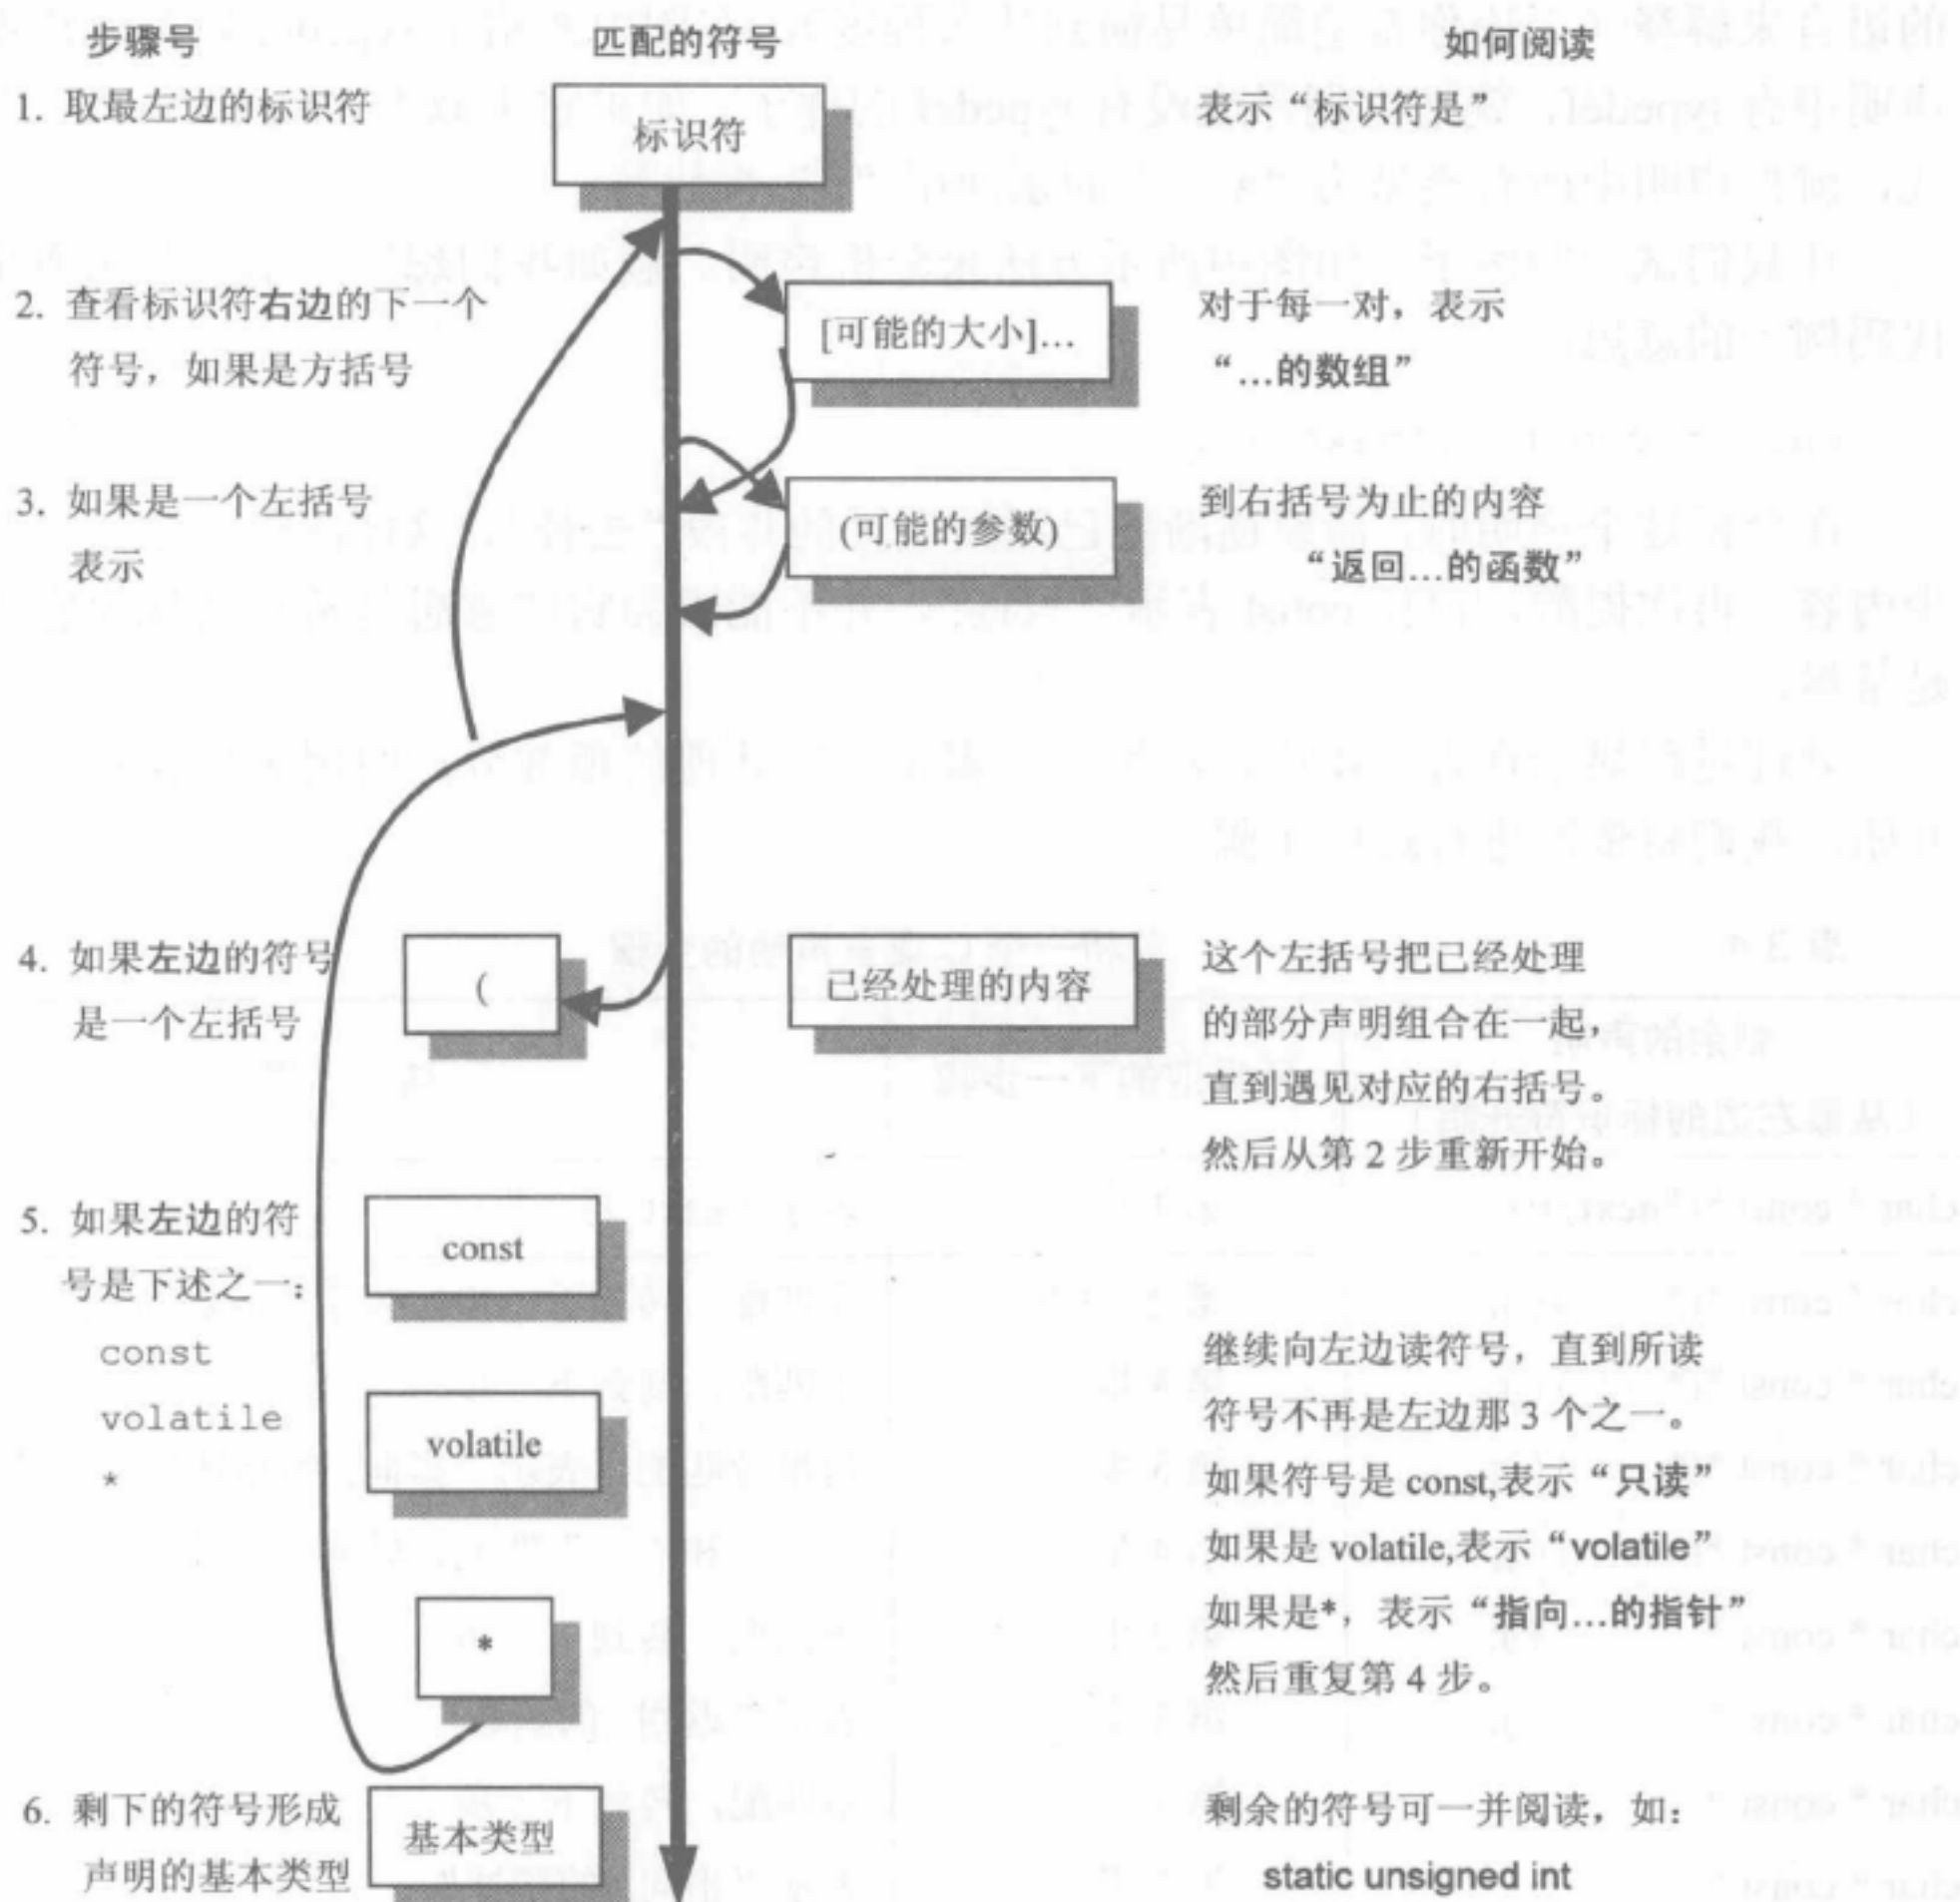 步骤号 匹配的符号 如何阅读
1. 取最左边的标识符 标识符 表示“标识符是”
2. 查看标识符右边的下一个 [可能的大小]... 对于每一对，表示
符号，如果是方括号 “...的数组”
3. 如果是一个左括号 (可能的参数) 到右括号为止的内容
表示 “返回...的函数”
4. 如果左边的符号 ( 已经处理的内容 这个左括号把已经处理
是一个左括号 的部分声明组合在一起，
直到遇见对应的右括号。
然后从第 2 步重新开始。
5. 如果左边的符 const
号是下述之一：
const 继续向左边读符号，直到所读
volatile volatile 符号不再是左边那 3 个之一。
* 如果符号是 const,表示“只读”
如果是 volatile,表示“volatile”
* 如果是*，表示“指向...的指针”
然后重复第 4 步。
6. 剩下的符号形成 基本类型 剩余的符号可一并阅读，如：
声明的基本类型 static unsigned int